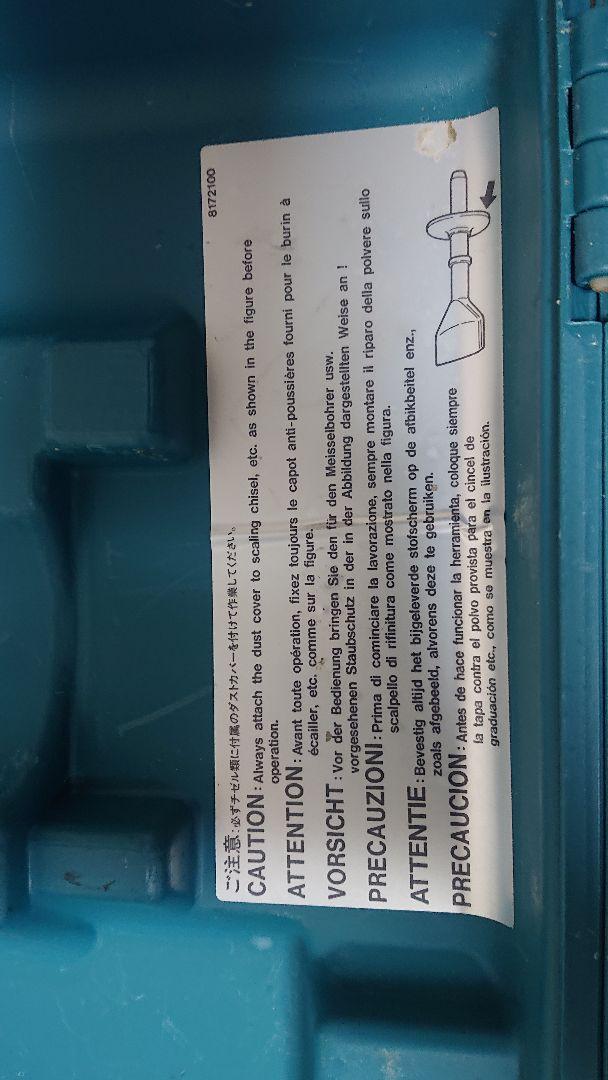 8172100
ご注意:必ずチゼル類に付属のダストカバーを付けて作業してください。
CAUTION: Always attach the dust cover to scaling chisel, etc. as shown in the figure before
operation.
ATTENTION: Avant toute opération, fixez toujours le capot anti-poussières fourni pour le burin à
écailler, etc. comme sur la figure.
VORSICHT: Vor der Bedienung bringen Sie den für den Meisselbohrer usw.
vorgesehenen Staubschutz in der in der Abbildung dargestellten Weise an !
PRECAUZIONI: Prima di cominciare la lavorazione, sempre montare il riparo della polvere sullo
scalpello di rifinitura come mostrato nella figura.
ATTENTIE: Bevestig altijd het bijgeleverde stofscherm op de afbikbeitel enz.,
zoals afgebeeld, alvorens deze te gebruiken.
PRECAUCION: Antes de hace funcionar la herramienta, coloque siempre
la tapa contra el polvo provista para el cincel de
graduación etc., como se muestra en la ilustración.